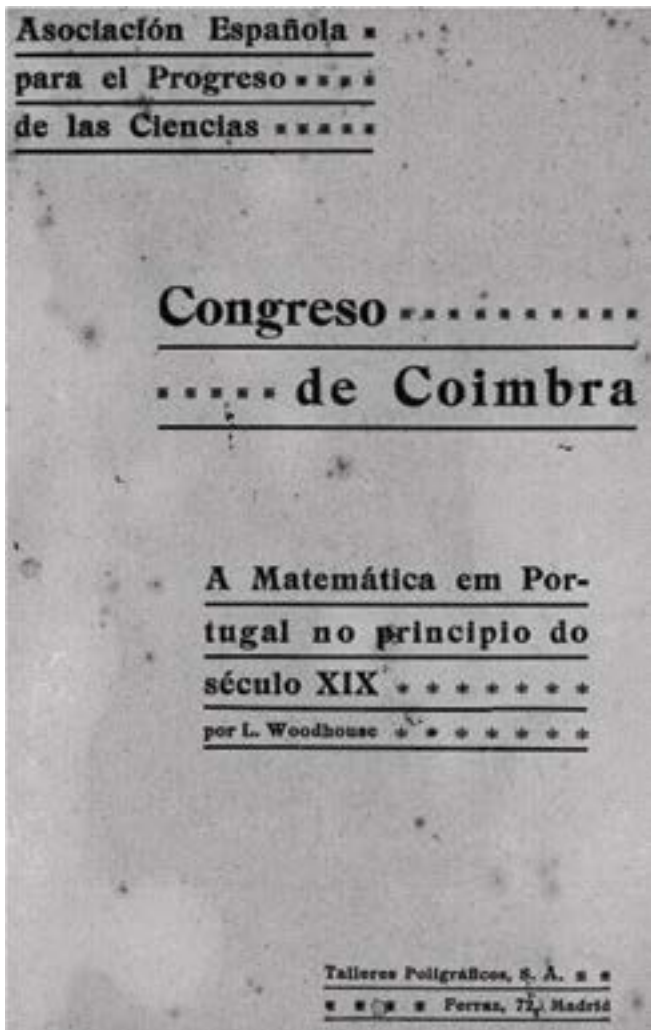 Asociación Española
para el Progreso
de las Ciencias
Congreso
de Coimbra
A Matemática em Por-
tugal no principio do
século XIX
por L. Woodhouse
Talleres Poligráficos, S. A.
Ferraz, 72, Madrid